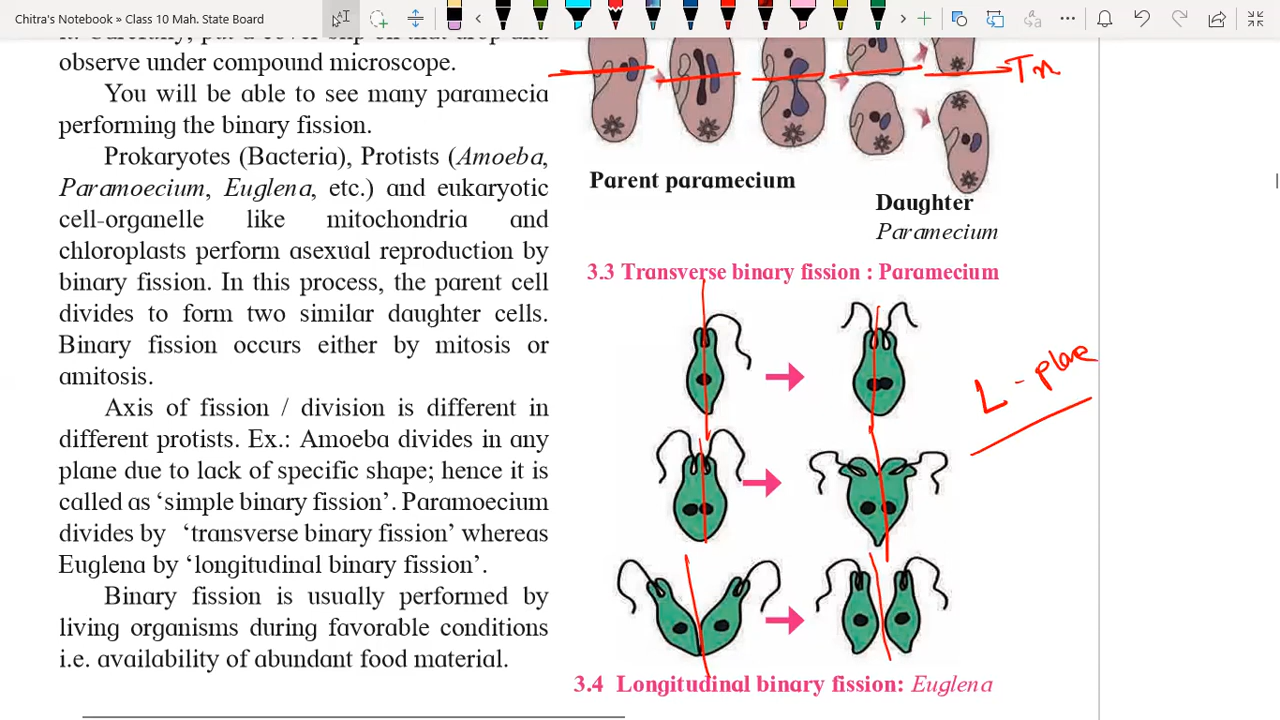 Chitra's Notebook » Class 10 Mah. State Board
observe under compound microscope.
You will be able to see many paramecia
performing the binary fission.
Prokaryotes (Bacteria), Protists (Amoeba,
Paramoecium, Euglena, etc.) and eukaryotic
cell-organelle like mitochondria and
chloroplasts perform asexual reproduction by
binary fission. In this process, the parent cell
divides to form two similar daughter cells.
Binary fission occurs either by mitosis or
amitosis.
Axis of fission / division is different in
different protists. Ex.: Amoeba divides in any
plane due to lack of specific shape; hence it is
called as ‘simple binary fission’. Paramoecium
divides by ‘transverse binary fission’ whereas
Euglena by ‘longitudinal binary fission’.
Binary fission is usually performed by
living organisms during favorable conditions
i.e. availability of abundant food material.
Parent paramecium
Daughter
Paramecium
3.3 Transverse binary fission : Paramecium
L - plane
3.4 Longitudinal binary fission: Euglena